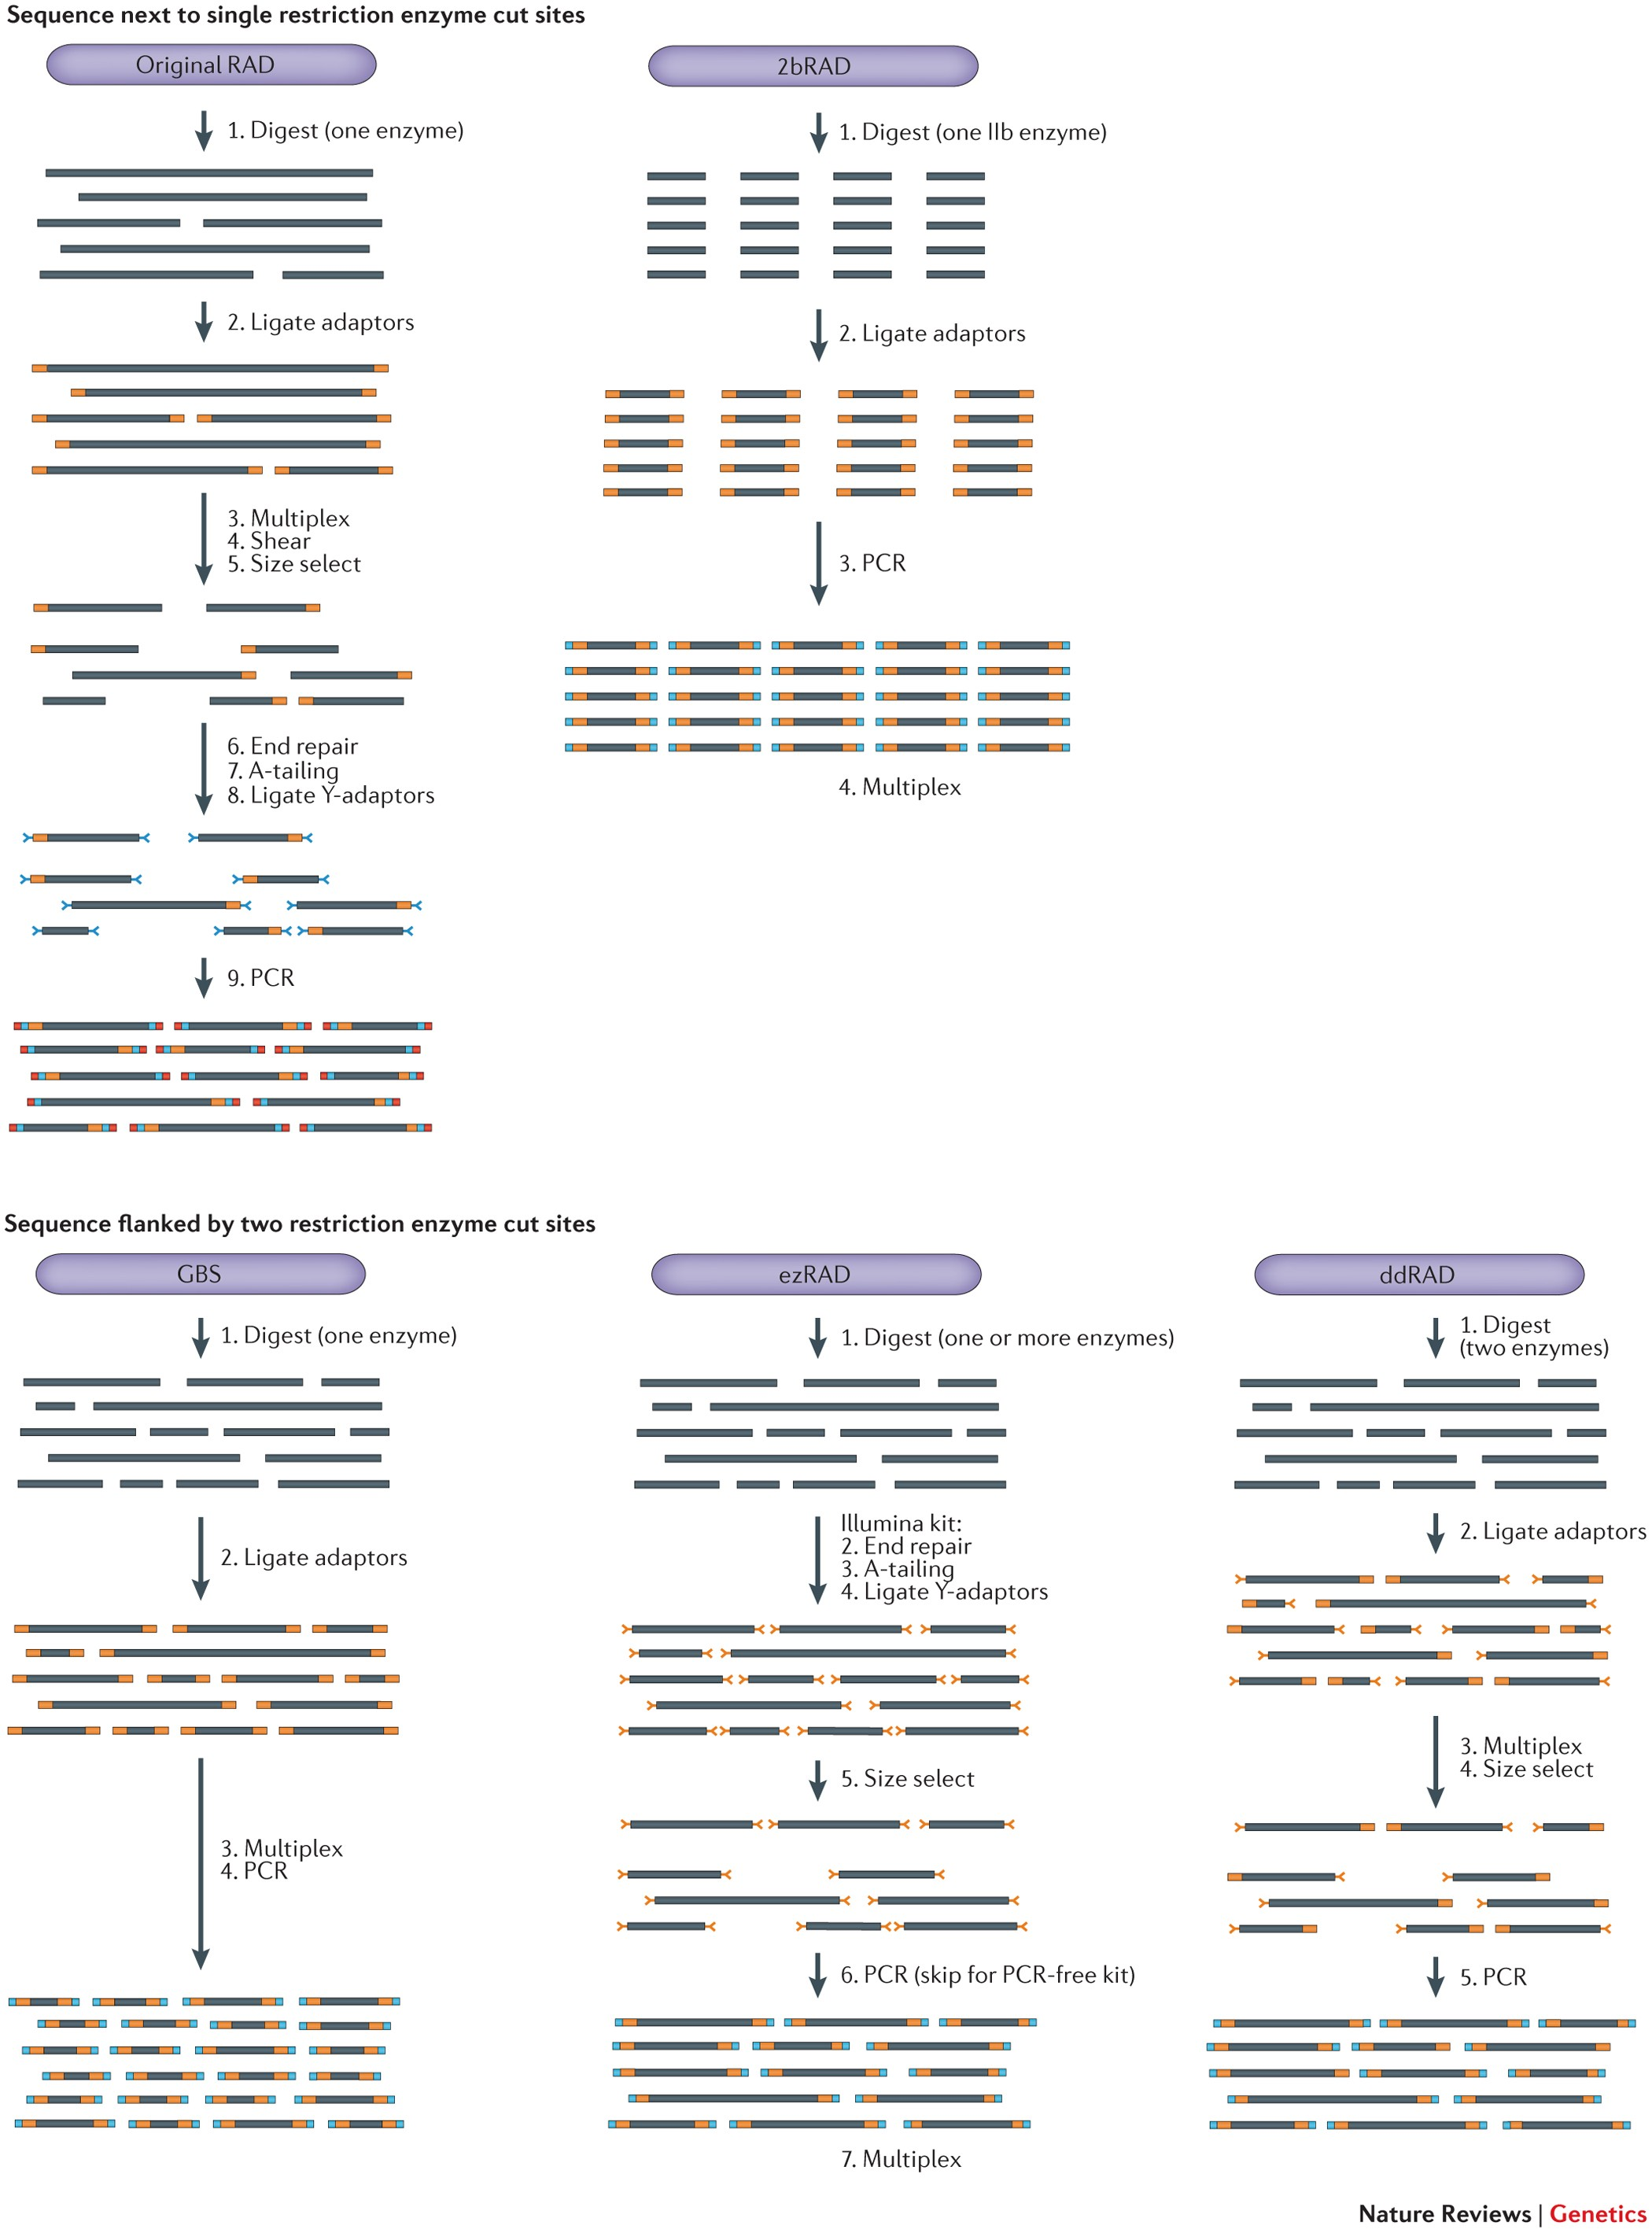 Sequence next to single restriction enzyme cut sites
Original RAD
1. Digest (one enzyme)
2. Ligate adaptors
3. Multiplex
4. Shear
5. Size select
6. End repair
7. A-tailing
8. Ligate Y-adaptors
9. PCR
2bRAD
1. Digest (one IIb enzyme)
2. Ligate adaptors
3. PCR
4. Multiplex
Sequence flanked by two restriction enzyme cut sites
GBS
1. Digest (one enzyme)
2. Ligate adaptors
3. Multiplex
4. PCR
ezRAD
1. Digest (one or more enzymes)
Illumina kit:
2. End repair
3. A-tailing
4. Ligate Y-adaptors
5. Size select
6. PCR (skip for PCR-free kit)
7. Multiplex
ddRAD
1. Digest
(two enzymes)
2. Ligate adaptors
3. Multiplex
4. Size select
5. PCR
Nature Reviews | Genetics